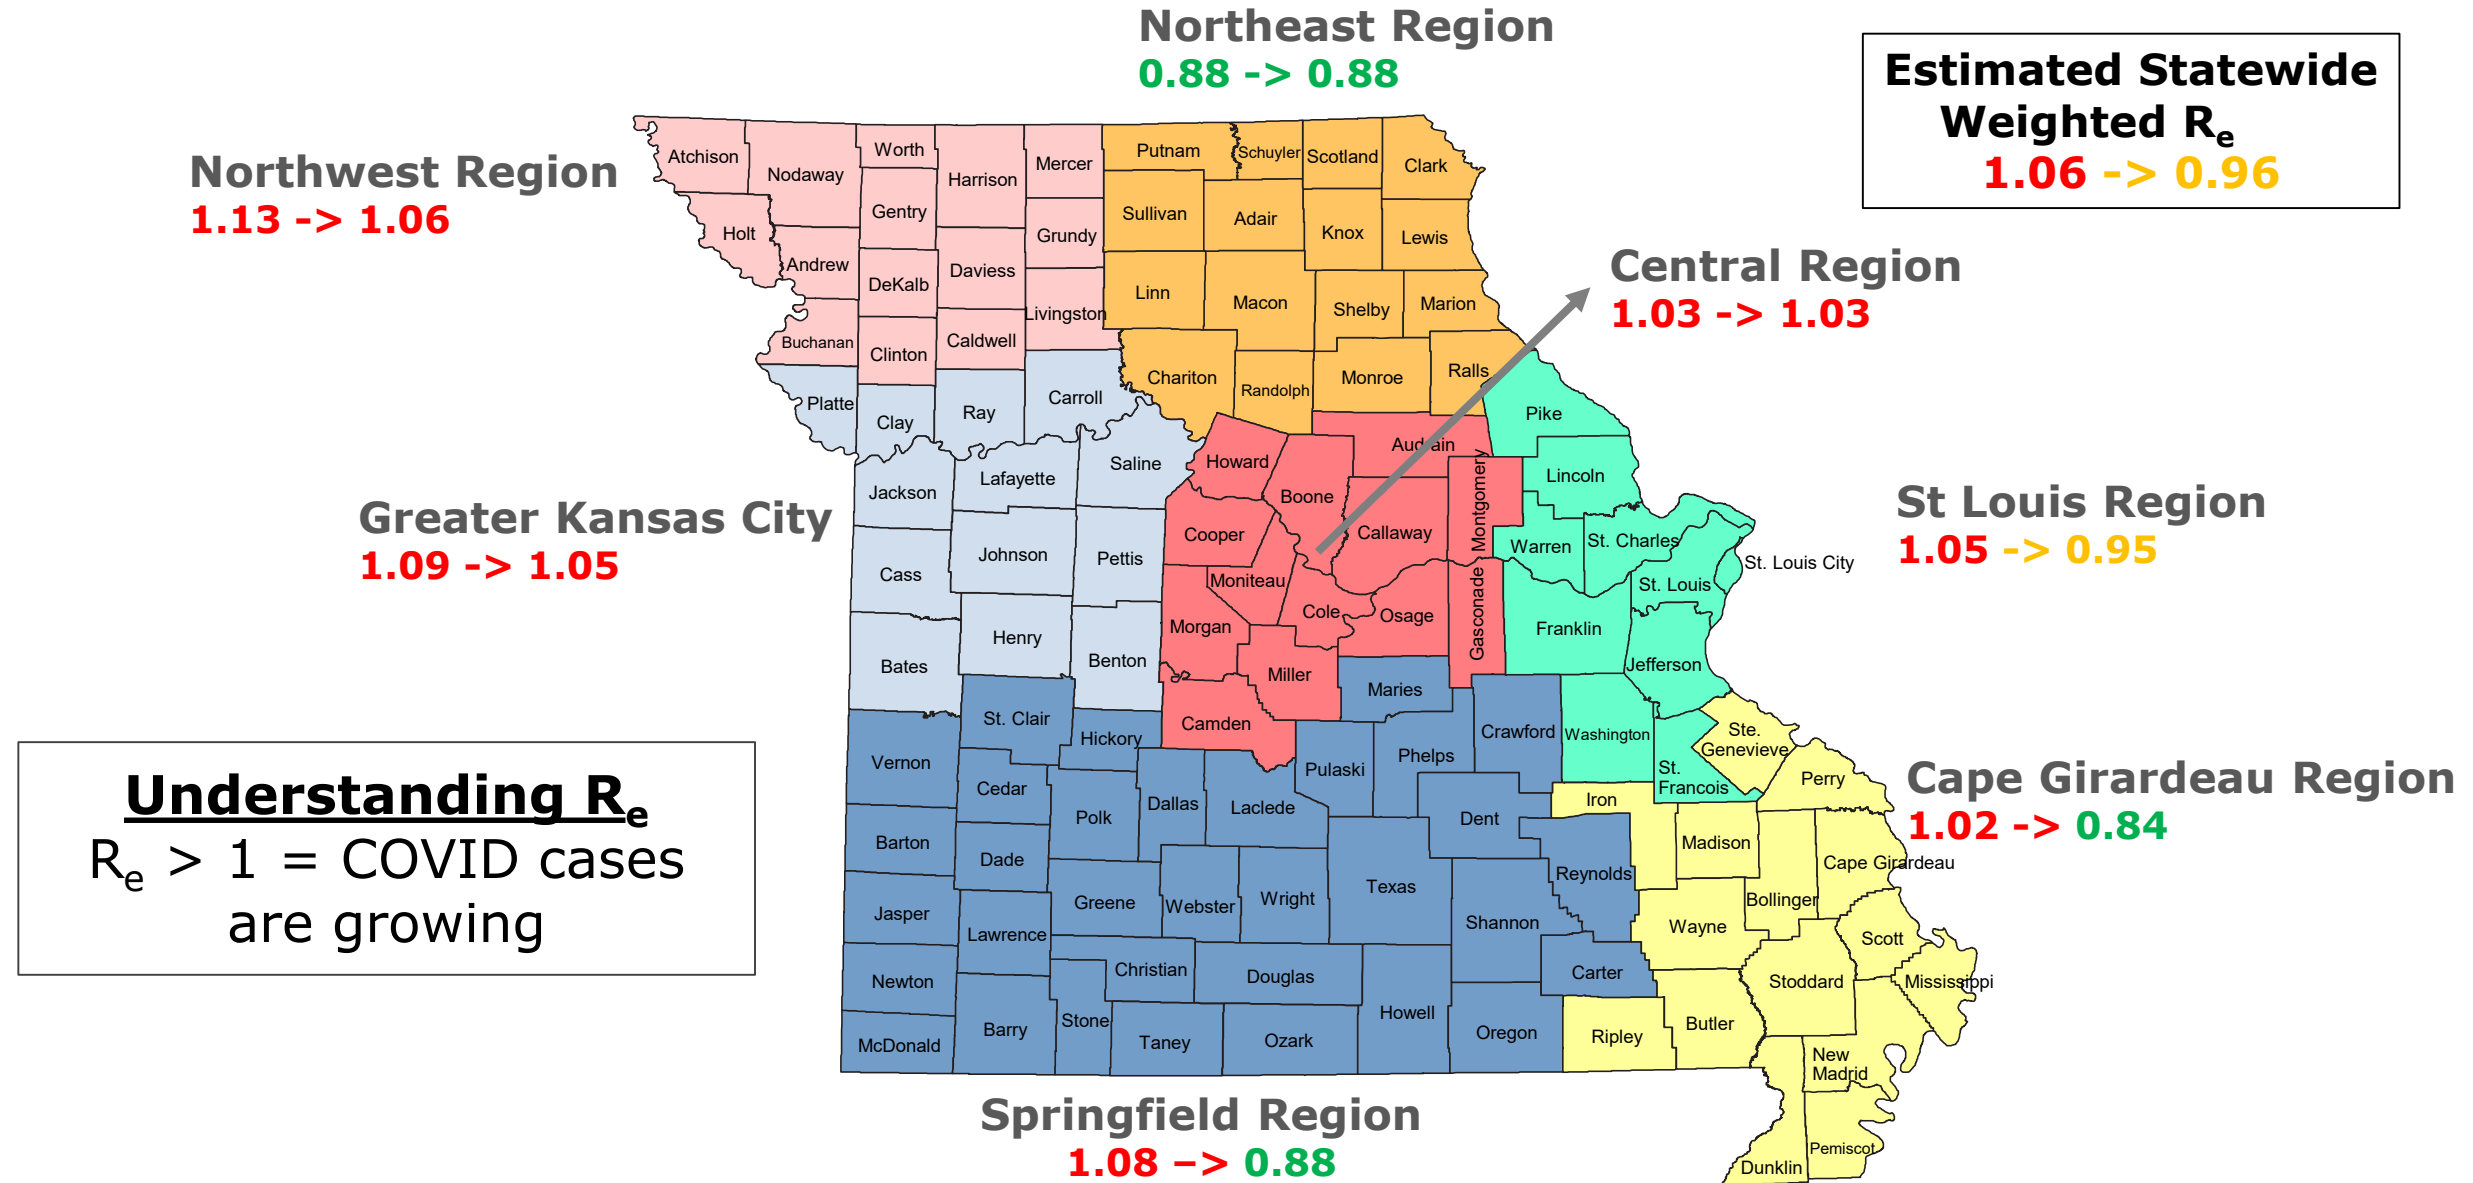 Northeast Region
0.88 -> 0.88
Estimated Statewide
Weighted Re
1.06 -> 0.96
Northwest Region
1.13 -> 1.06
Central Region
1.03 -> 1.03
Greater Kansas City
1.09 -> 1.05
St Louis Region
1.05 -> 0.95
Understanding Re
Re > 1 = COVID cases
are growing
Cape Girardeau Region
1.02 -> 0.84
Springfield Region
1.08 –> 0.88
Atchison
Nodaway
Worth
Harrison
Mercer
Putnam
Schuyler
Scotland
Clark
Holt
Gentry
Grundy
Sullivan
Adair
Knox
Lewis
Andrew
DeKalb
Daviess
Livingston
Linn
Macon
Shelby
Marion
Buchanan
Clinton
Caldwell
Chariton
Randolph
Monroe
Ralls
Platte
Clay
Ray
Carroll
Pike
Jackson
Lafayette
Saline
Howard
Boone
Audrain
Montgomery
Lincoln
Cass
Johnson
Pettis
Cooper
Moniteau
Callaway
Warren
St. Charles
St. Louis
St. Louis City
Bates
Henry
Benton
Morgan
Cole
Osage
Gasconade
Franklin
Jefferson
Miller
Camden
Maries
Vernon
St. Clair
Hickory
Pulaski
Phelps
Crawford
Washington
St.
Francois
Ste.
Genevieve
Perry
Barton
Cedar
Polk
Dallas
Laclede
Dent
Iron
Madison
Cape Girardeau
Jasper
Dade
Greene
Webster
Wright
Texas
Shannon
Reynolds
Wayne
Bollinger
Scott
Newton
Lawrence
Christian
Douglas
Carter
Stoddard
Mississippi
McDonald
Barry
Stone
Taney
Ozark
Howell
Oregon
Ripley
Butler
New
Madrid
Pemiscot
Dunklin